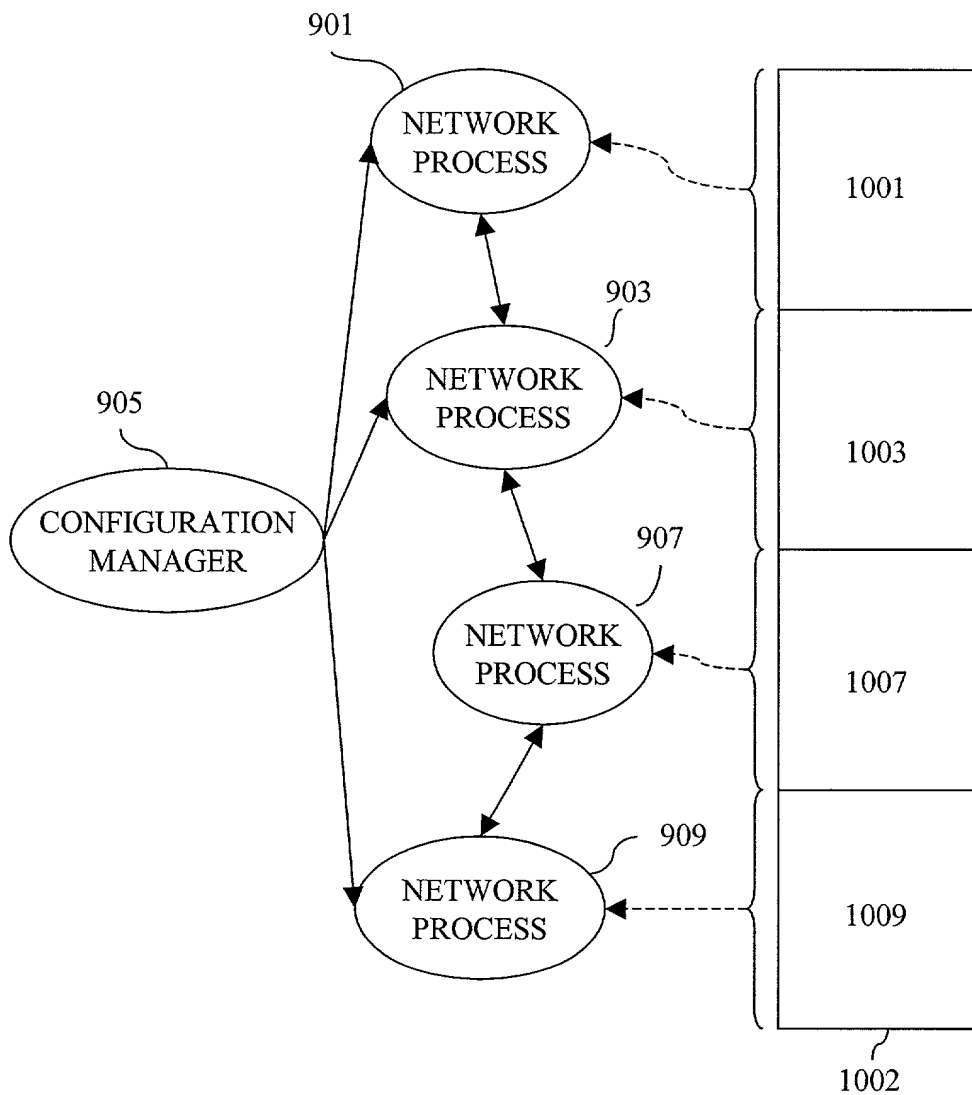 901
NETWORK
PROCESS
1001
903
NETWORK
PROCESS
905
1003
CONFIGURATION
MANAGER
907
NETWORK
PROCESS
1007
909
NETWORK
PROCESS
1009
1002